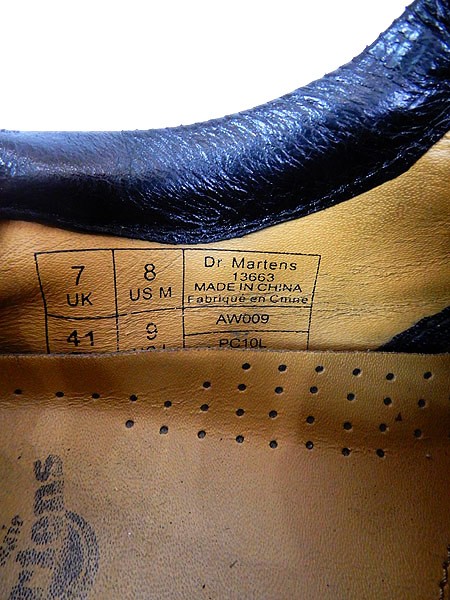 7
UK
8
US M
Dr. Martens
13663
MADE IN CHINA
Fabriqué en Chine
41
9
AW009
PC10L